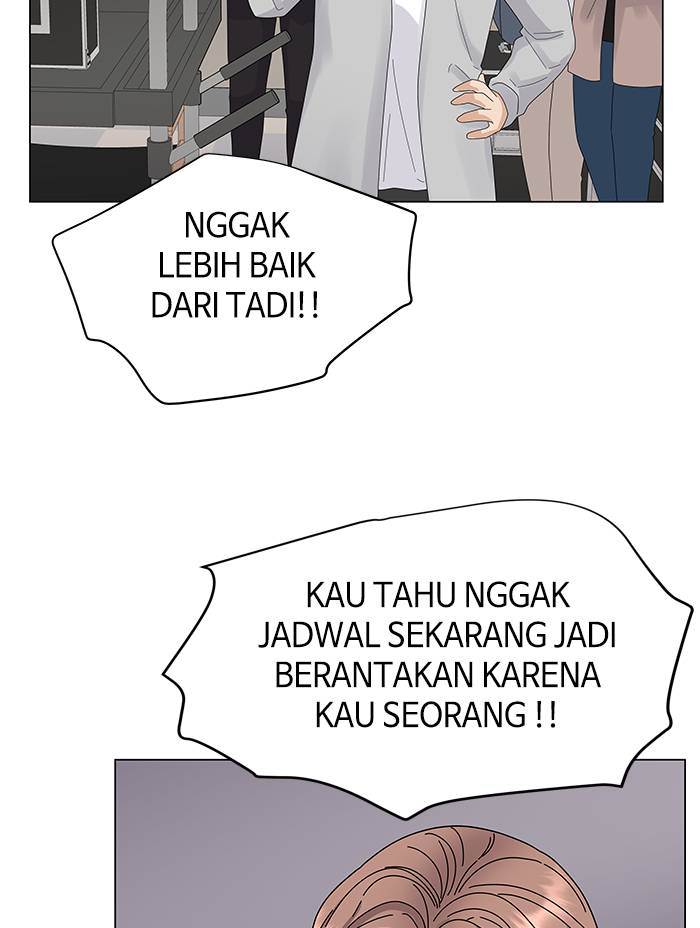 NGGAK
LEBIH BAIK
DARI TADI!!
KAU TAHU NGGAK
JADWAL SEKARANG JADI
BERANTAKAN KARENA
KAU SEORANG !!